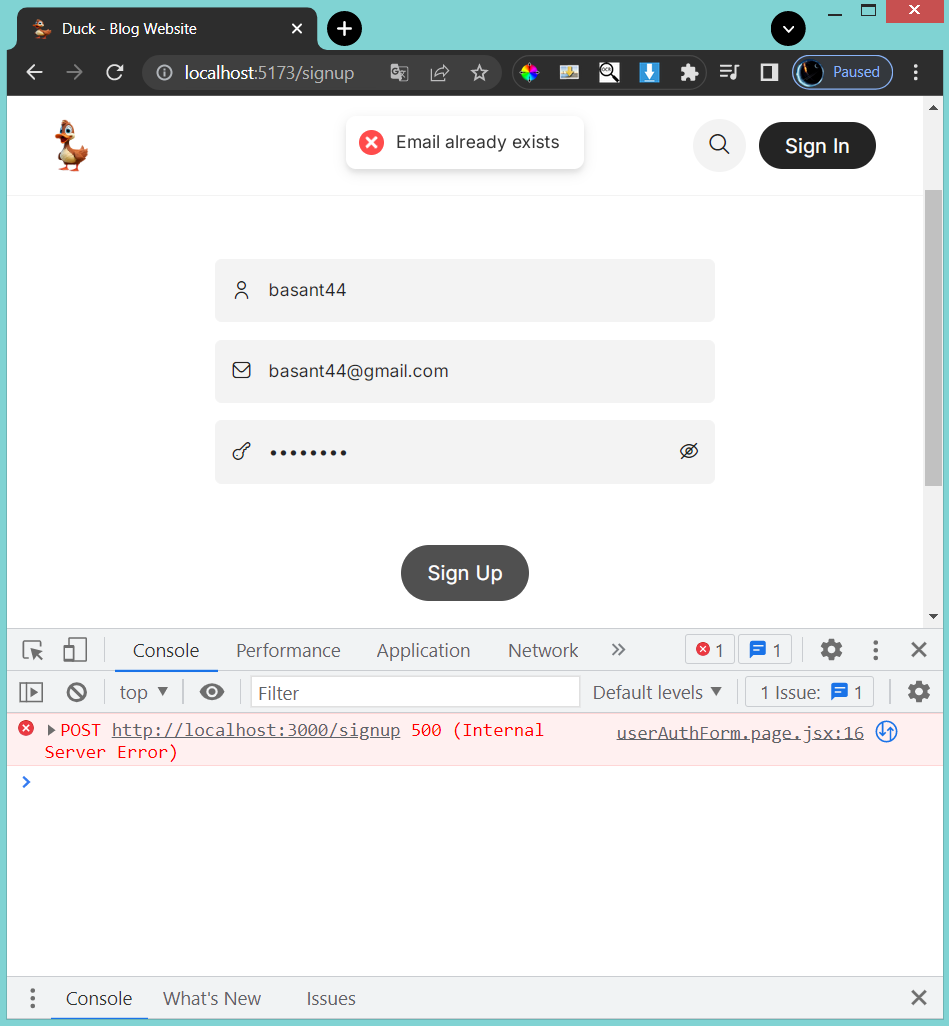 Duck - Blog Website
localhost:5173/signup
Paused
Email already exists
Sign In
basant44
basant44@gmail.com
••••••••
Sign Up
Console Performance Application Network 1 1
top Filter Default levels 1 Issue: 1
POST http://localhost:3000/signup 500 (Internal userAuthForm.page.jsx:16
Server Error)
Console What's New Issues